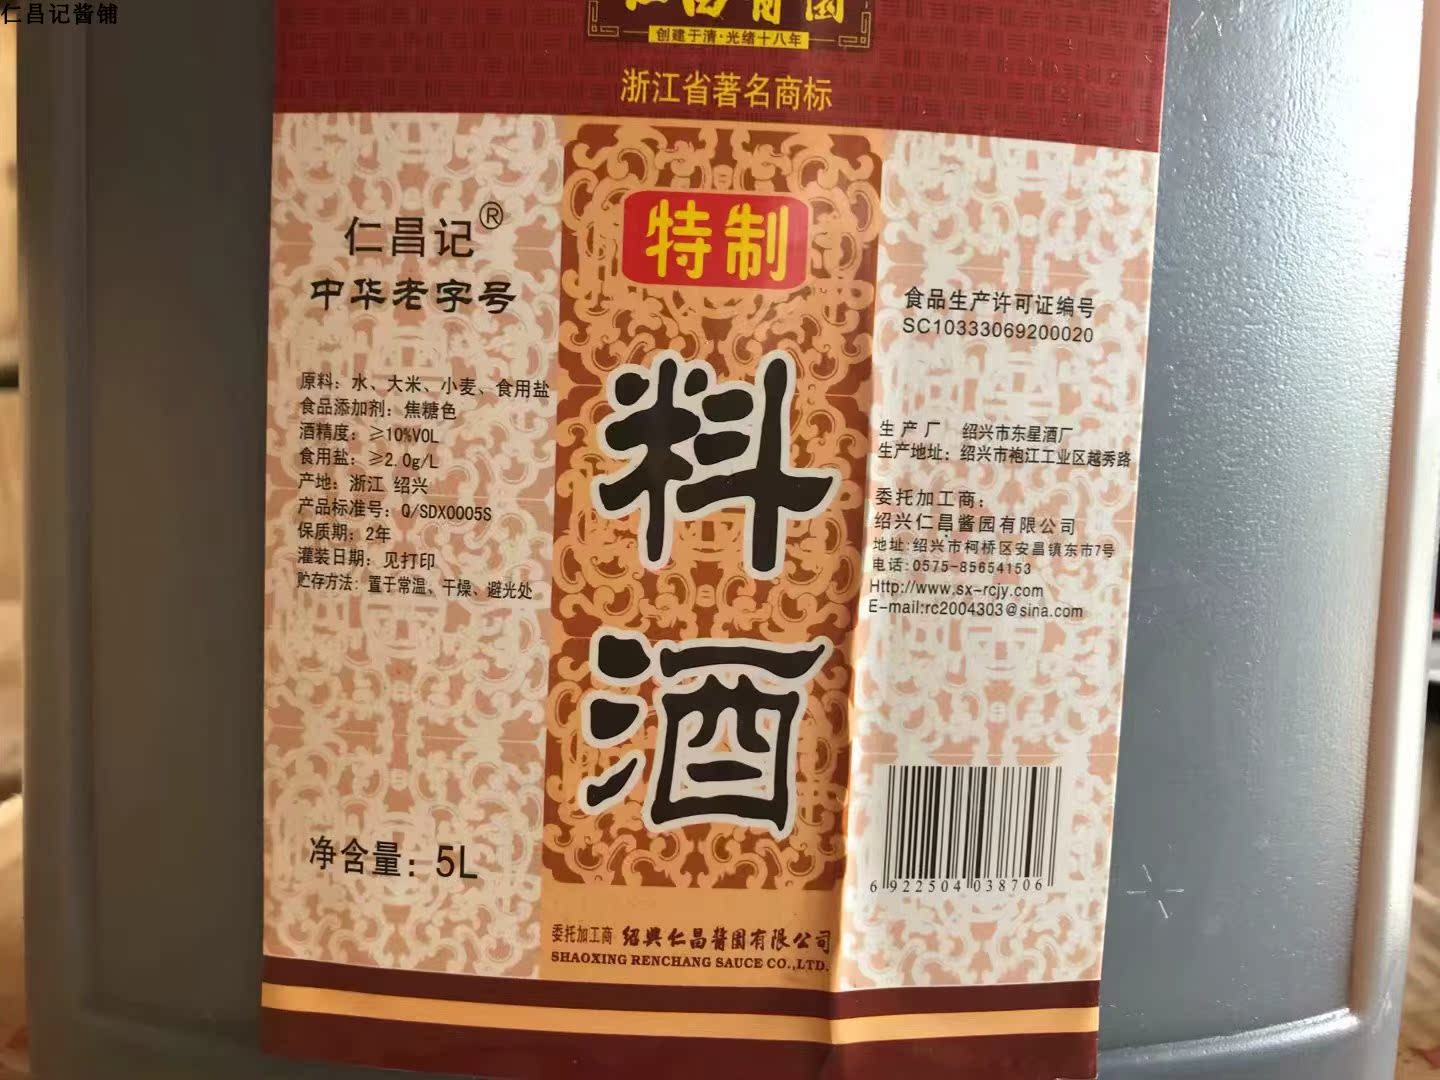 仁昌记酱铺
仁昌酱园
创建于清·光绪十八年
浙江省著名商标
仁昌记®
中华老字号
原料：水、大米、小麦、食用盐
食品添加剂：焦糖色
酒精度：≥10%VOL
食用盐：≥2.0g/L
产地：浙江 绍兴
产品标准号：Q/SDX0005S
保质期：2年
灌装日期：见打印
贮存方法：置于常温、干燥、避光处
净含量：5L
特制
料
酒
委托加工商 绍興仁昌醬園有限公司
SHAOXING RENCHANG SAUCE CO.,LTD.
食品生产许可证编号
SC10333069200020
生产厂 绍兴市东星酒厂
生产地址：绍兴市袍江工业区越秀路
委托加工商：
绍兴仁昌酱园有限公司
地址：绍兴市柯桥区安昌镇东市7号
电话：0575-85654153
Http://www.sx-rcjy.com
E-mail:rc2004303@sina.com
6 922504 038706